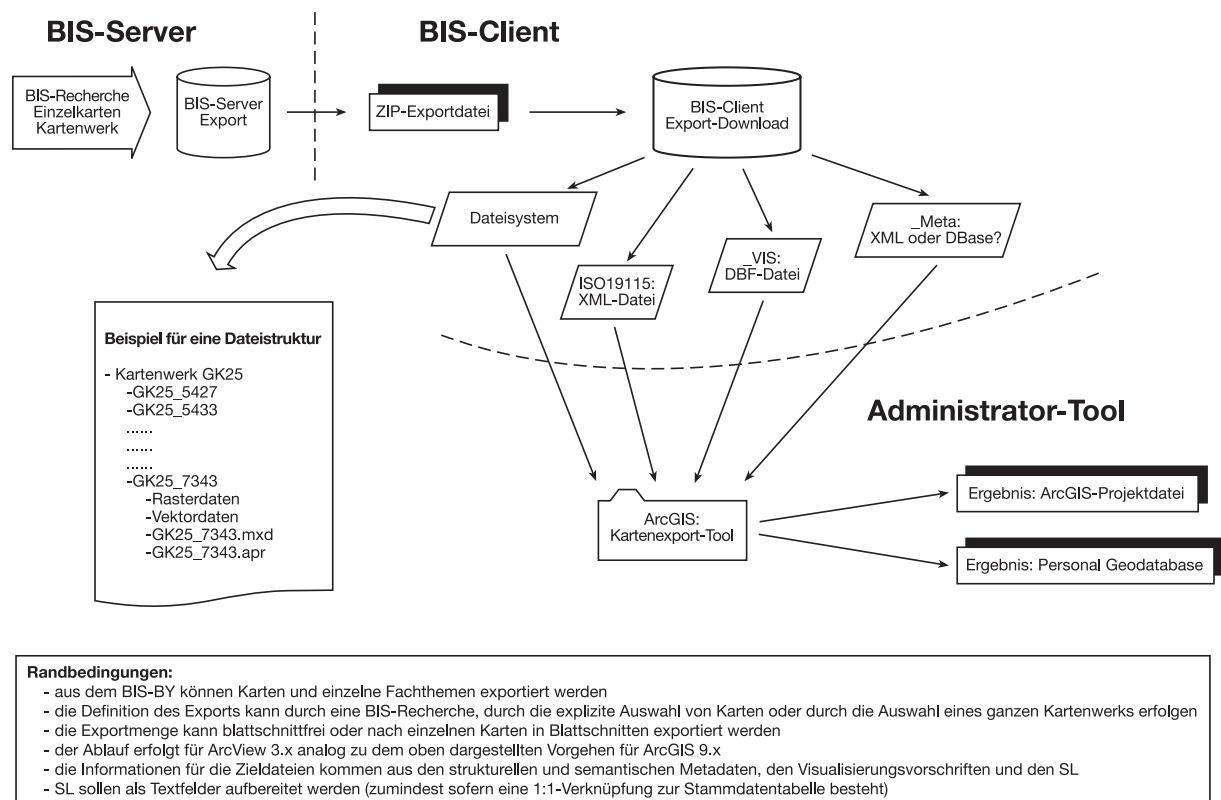 BIS-Server
BIS-Client
BIS-Recherche
Einzelkarten
Kartenwerk
BIS-Server
Export
ZIP-Exportdatei
BIS-Client
Export-Download
Dateisystem
ISO19115:
XML-Datei
_VIS:
DBF-Datei
_Meta:
XML oder DBase?
Beispiel für eine Dateistruktur
- Kartenwerk GK25
-GK25_5427
-GK25_5433
......
......
......
-GK25_7343
-Rasterdaten
-Vektordaten
-GK25_7343.mxd
-GK25_7343.apr
Administrator-Tool
ArcGIS:
Kartenexport-Tool
Ergebnis: ArcGIS-Projektdatei
Ergebnis: Personal Geodatabase
Randbedingungen:
- aus dem BIS-BY können Karten und einzelne Fachthemen exportiert werden
- die Definition des Exports kann durch eine BIS-Recherche, durch die explizite Auswahl von Karten oder durch die Auswahl eines ganzen Kartenwerks erfolgen
- die Exportmenge kann blattschnittfrei oder nach einzelnen Karten in Blattschnitten exportiert werden
- der Ablauf erfolgt für ArcView 3.x analog zu dem oben dargestellten Vorgehen für ArcGIS 9.x
- die Informationen für die Zieldateien kommen aus den strukturellen und semantischen Metadaten, den Visualisierungsvorschriften und den SL
- SL sollen als Textfelder aufbereitet werden (zumindest sofern eine 1:1-Verknüpfung zur Stammdatentabelle besteht)